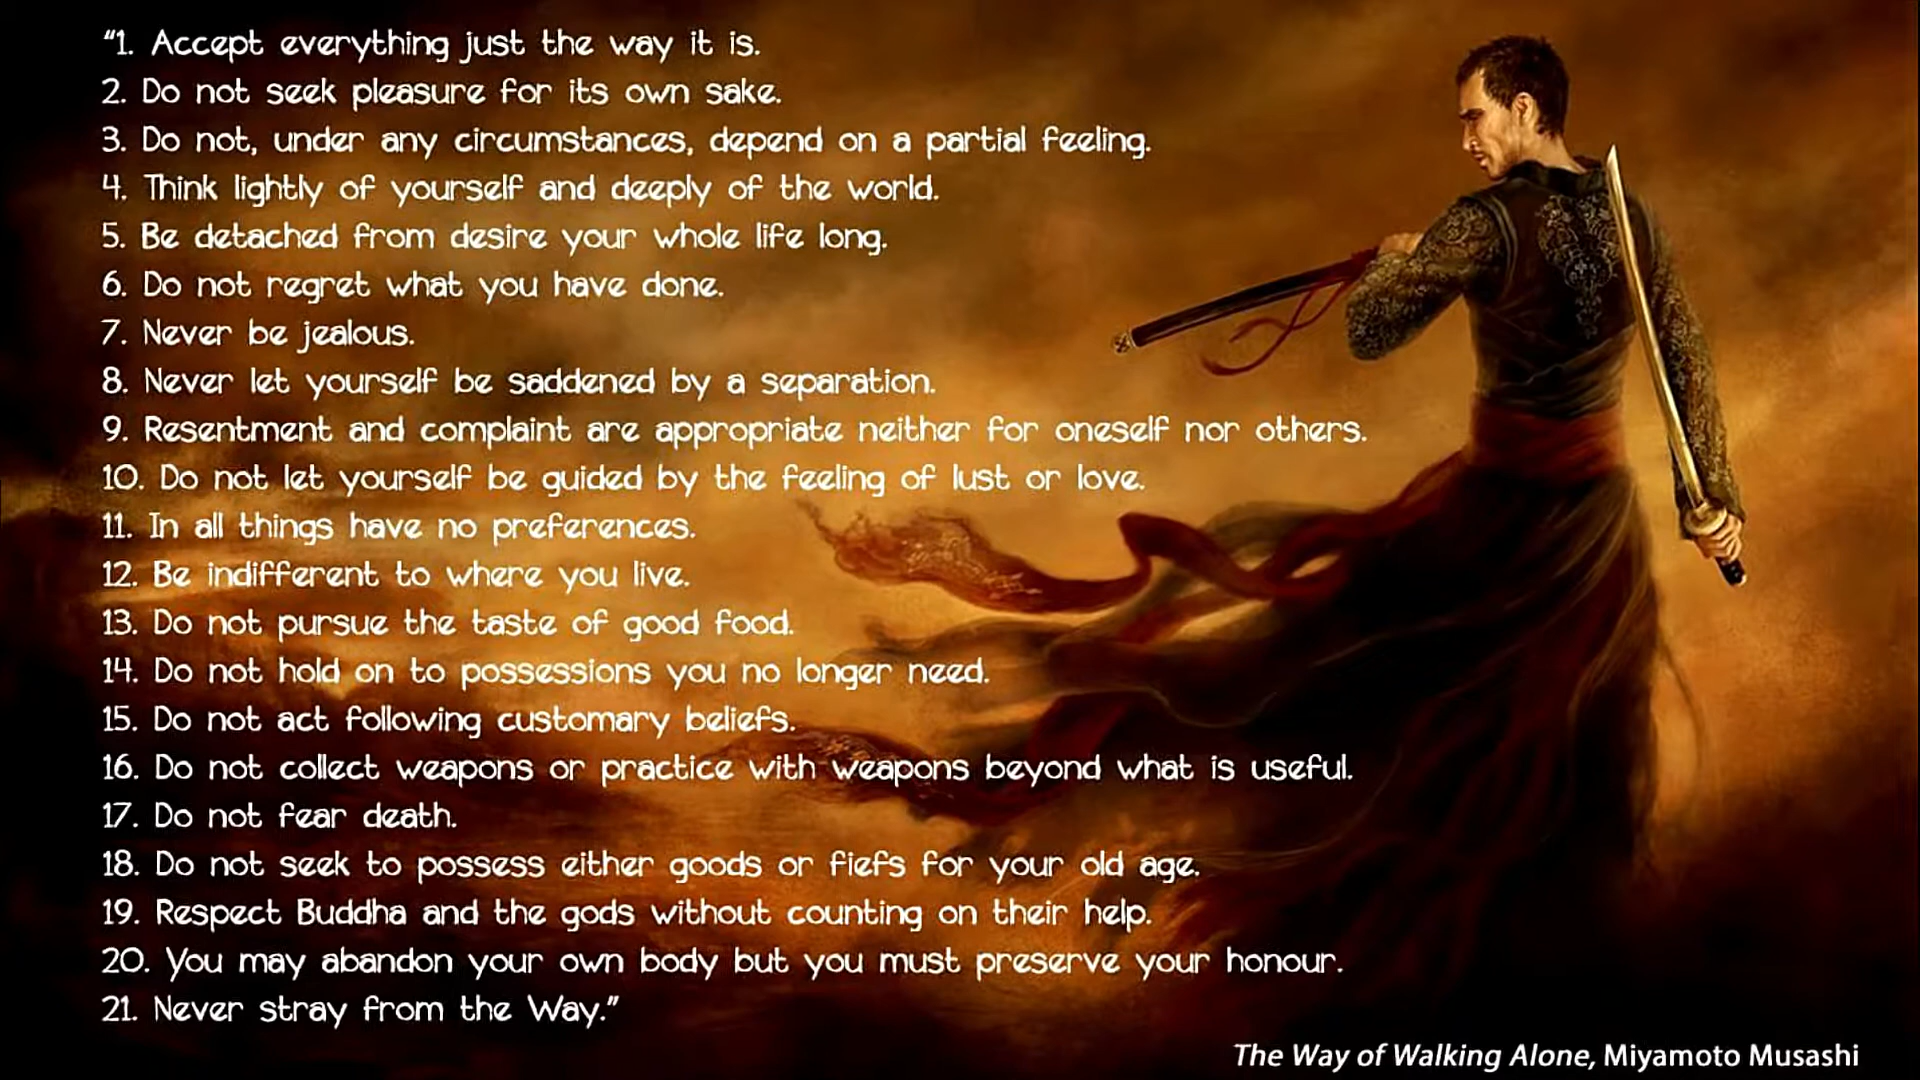 “1. Accept everything just the way it is.
2. Do not seek pleasure for its own sake.
3. Do not, under any circumstances, depend on a partial feeling.
4. Think lightly of yourself and deeply of the world.
5. Be detached from desire your whole life long.
6. Do not regret what you have done.
7. Never be jealous.
8. Never let yourself be saddened by a separation.
9. Resentment and complaint are appropriate neither for oneself nor others.
10. Do not let yourself be guided by the feeling of lust or love.
11. In all things have no preferences.
12. Be indifferent to where you live.
13. Do not pursue the taste of good food.
14. Do not hold on to possessions you no longer need.
15. Do not act following customary beliefs.
16. Do not collect weapons or practice with weapons beyond what is useful.
17. Do not fear death.
18. Do not seek to possess either goods or fiefs for your old age.
19. Respect Buddha and the gods without counting on their help.
20. You may abandon your own body but you must preserve your honour.
21. Never stray from the Way.”
The Way of Walking Alone, Miyamoto Musashi